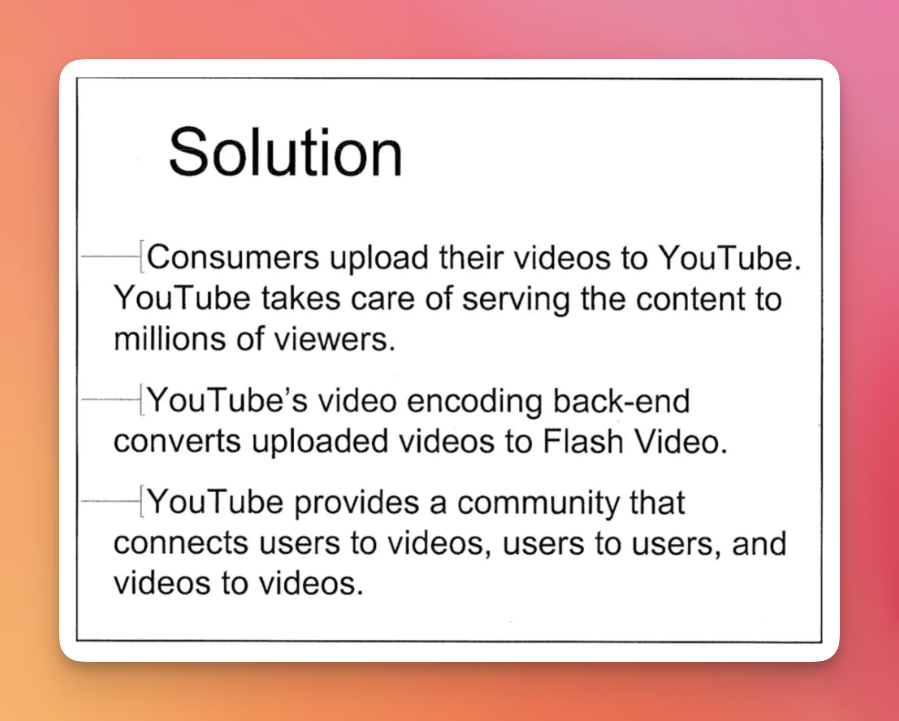 Solution
Consumers upload their videos to YouTube.
YouTube takes care of serving the content to
millions of viewers.
YouTube's video encoding back-end
converts uploaded videos to Flash Video.
YouTube provides a community that
connects users to videos, users to users, and
videos to videos.